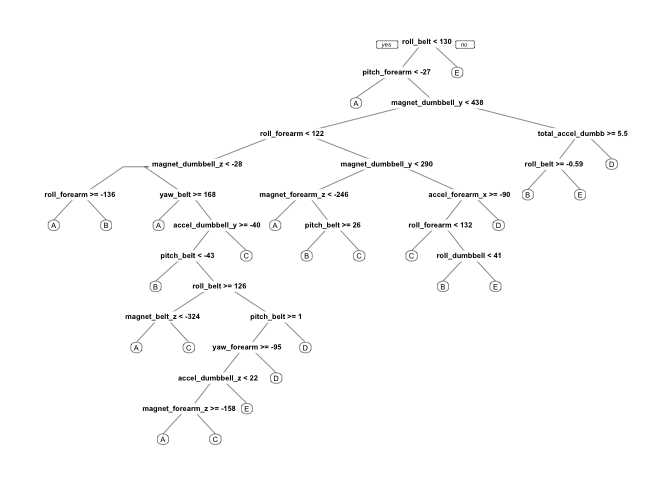 yes roll_belt < 130 no
pitch_forearm < -27 E
A magnet_dumbbell_y < 438
roll_forearm < 122 total_accel_dumbb >= 5.5
magnet_dumbbell_z < -28 magnet_dumbbell_y < 290 roll_belt >= -0.59 D
roll_forearm >= -136 yaw_belt >= 168 magnet_forearm_z < -246 accel_forearm_x >= -90 B E
A B A accel_dumbbell_y >= -40 A pitch_belt >= 26 roll_forearm < 132 D
pitch_belt < -43 C B C C roll_dumbbell < 41
B roll_belt >= 126 B E
magnet_belt_z < -324 pitch_belt >= 1
A C yaw_forearm >= -95 D
accel_dumbbell_z < 22 D
magnet_forearm_z >= -158 E
A C